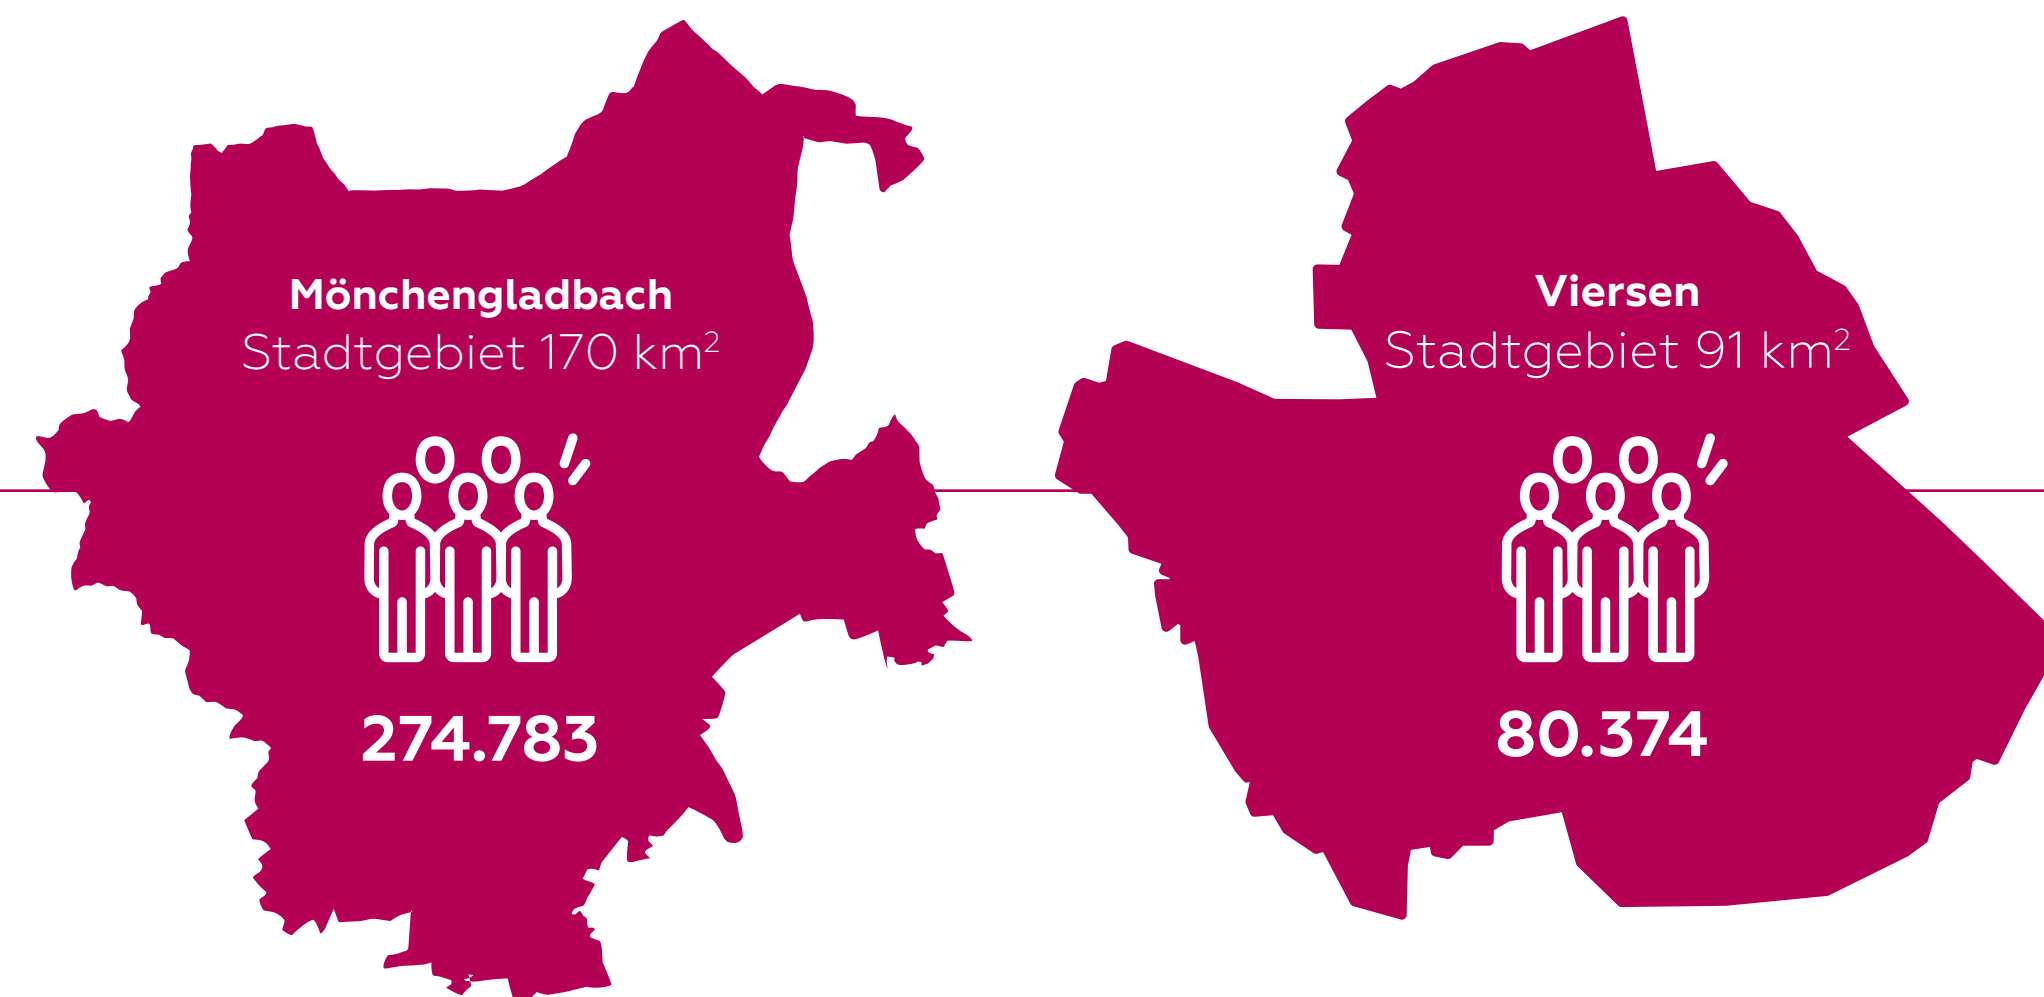 Mönchengladbach
Stadtgebiet 170 km²
274.783
Viersen
Stadtgebiet 91 km²
80.374